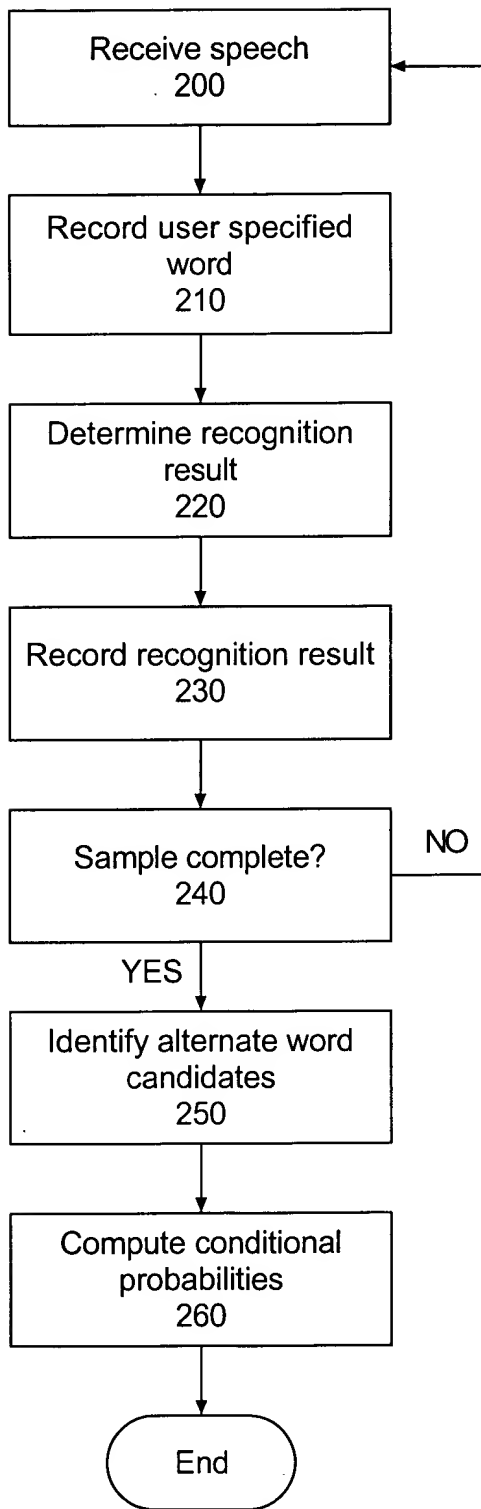 Receive speech
200
Record user specified
word
210
Determine recognition
result
220
Record recognition result
230
Sample complete?
240
NO
YES
Identify alternate word
candidates
250
Compute conditional
probabilities
260
End